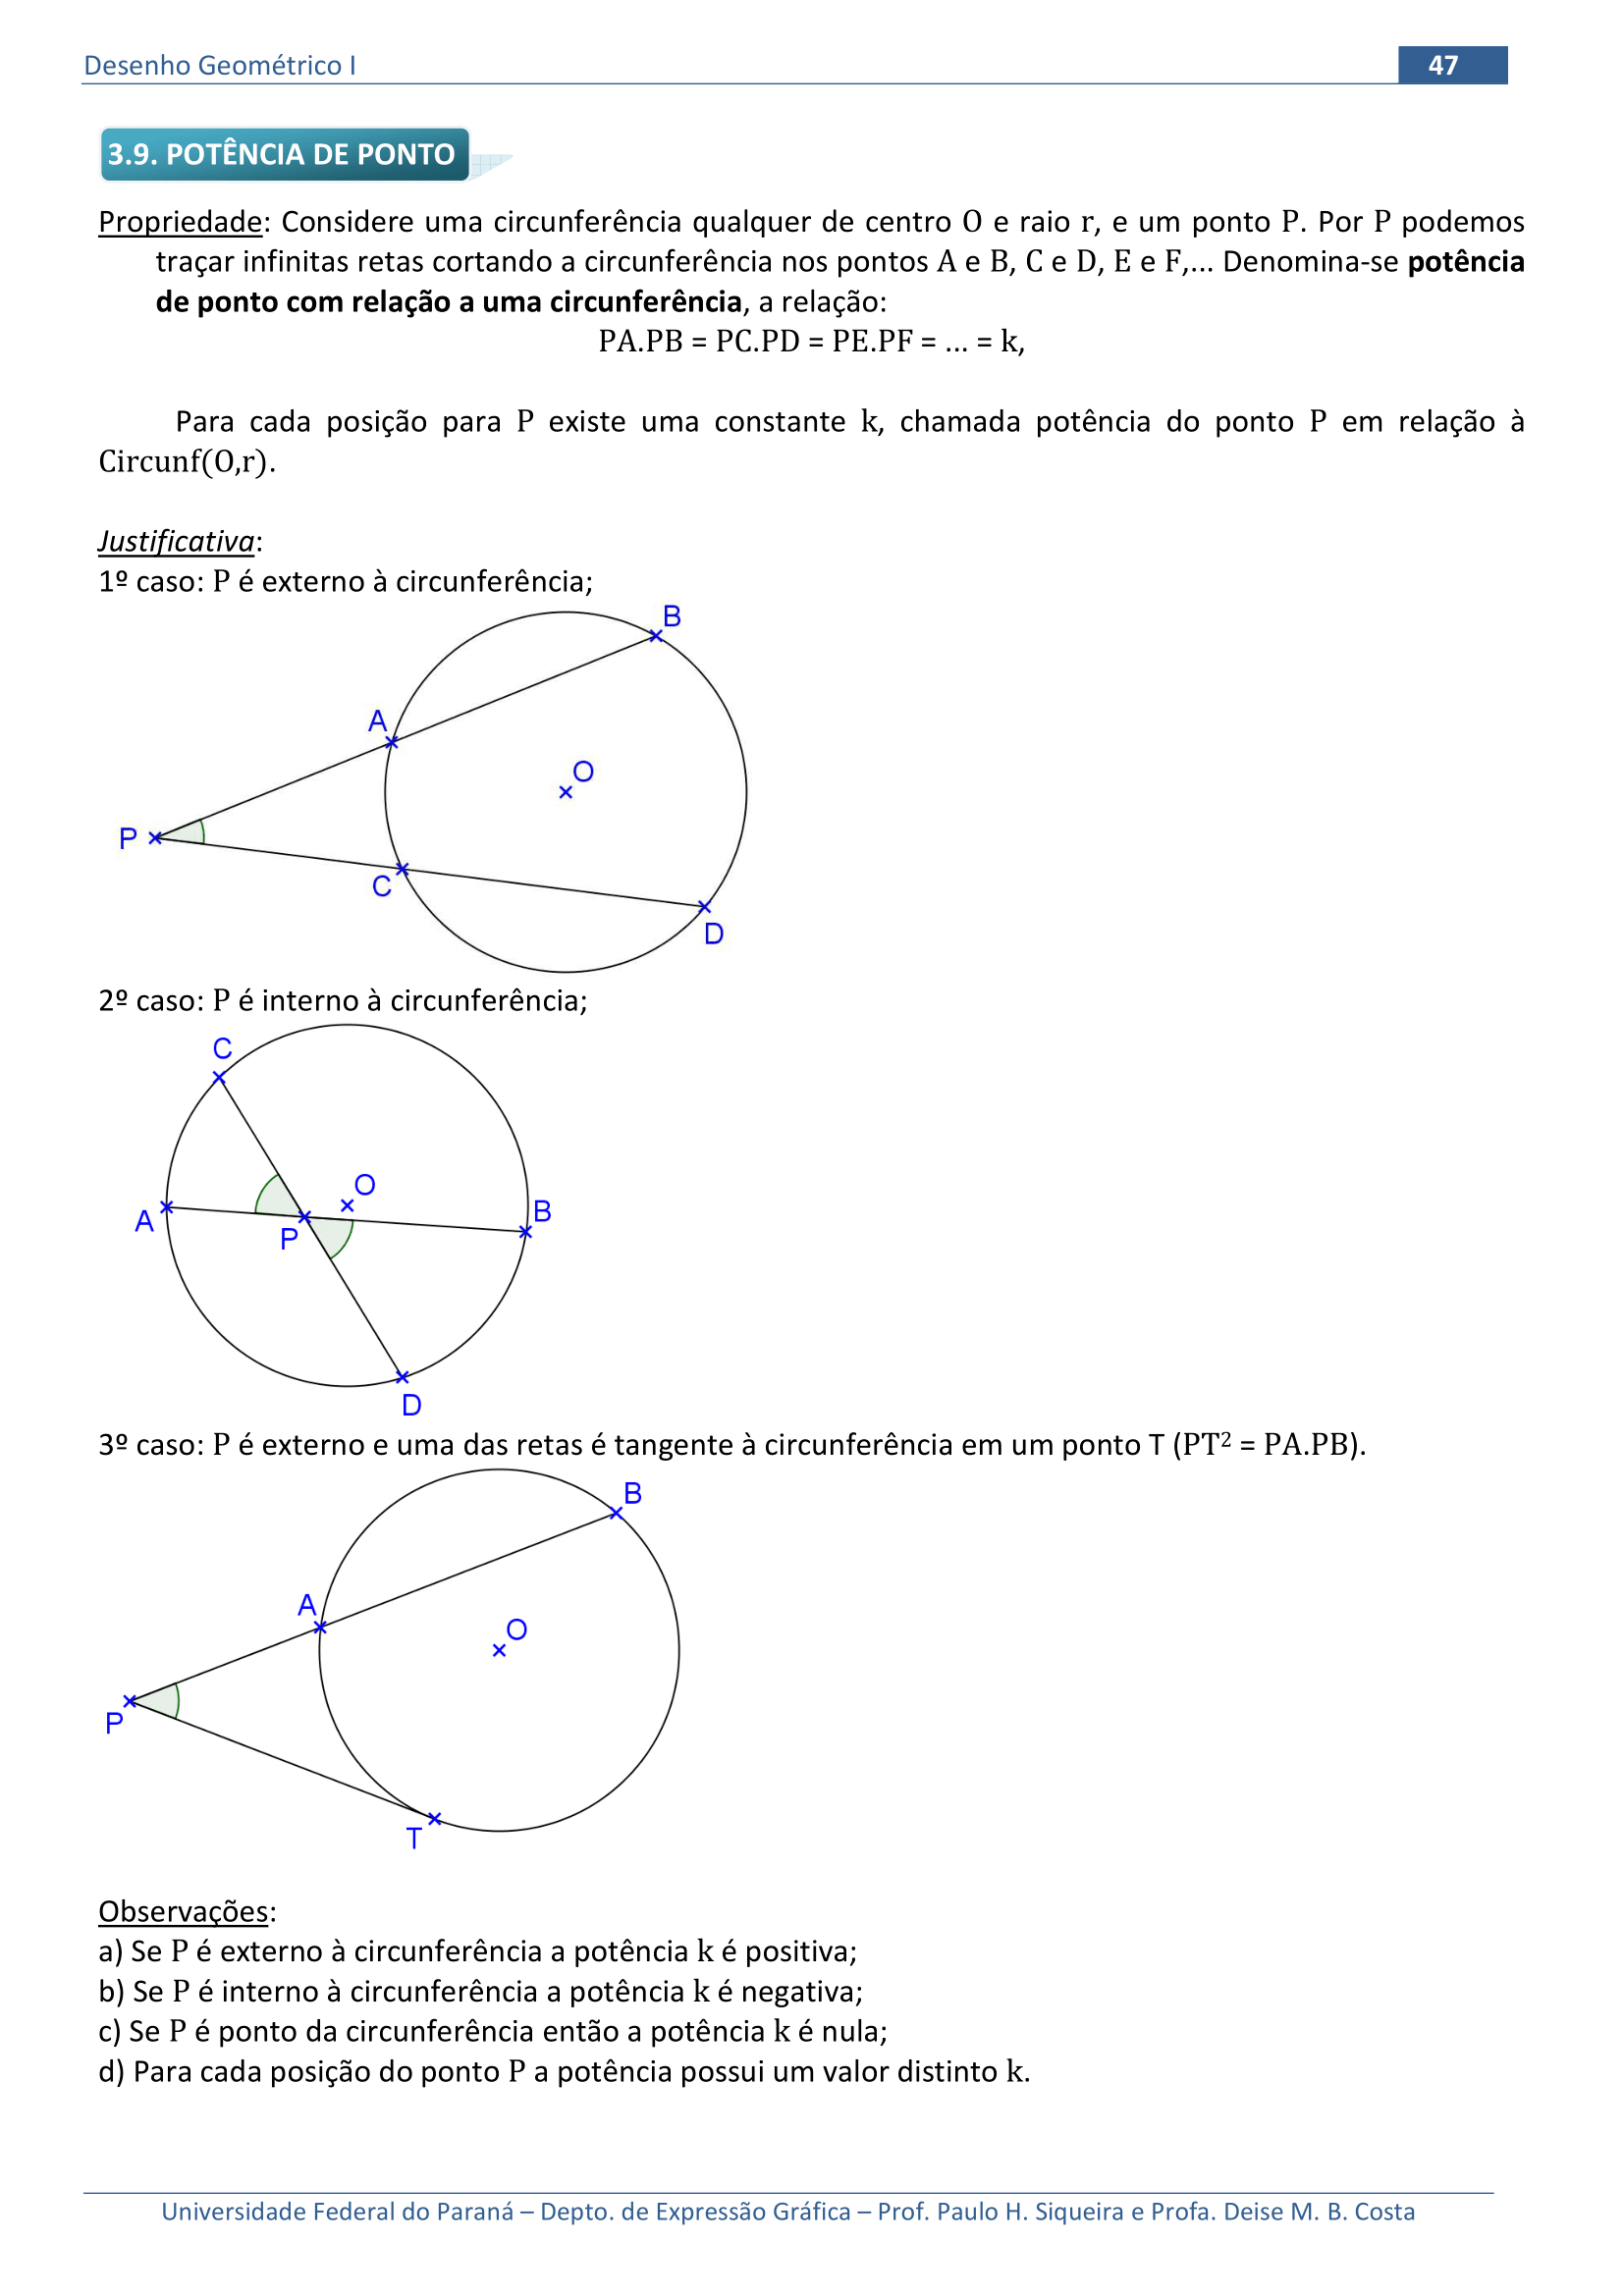 Desenho Geométrico I
47
3.9. POTÊNCIA DE PONTO
Propriedade: Considere uma circunferência qualquer de centro O e raio r, e um ponto P. Por P podemos
traçar infinitas retas cortando a circunferência nos pontos A e B, C e D, E e F,... Denomina-se potência
de ponto com relação a uma circunferência, a relação:
PA.PB = PC.PD = PE.PF = ... = k,
Para cada posição para P existe uma constante k, chamada potência do ponto P em relação à
Circunf(O,r).
Justificativa:
1º caso: P é externo à circunferência;
B
A
O
P
C
D
2º caso: P é interno à circunferência;
C
O
A
B
P
D
3º caso: P é externo e uma das retas é tangente à circunferência em um ponto T (PT² = PA.PB).
B
A
O
P
T
Observações:
a) Se P é externo à circunferência a potência k é positiva;
b) Se P é interno à circunferência a potência k é negativa;
c) Se P é ponto da circunferência então a potência k é nula;
d) Para cada posição do ponto P a potência possui um valor distinto k.
Universidade Federal do Paraná – Depto. de Expressão Gráfica – Prof. Paulo H. Siqueira e Profa. Deise M. B. Costa